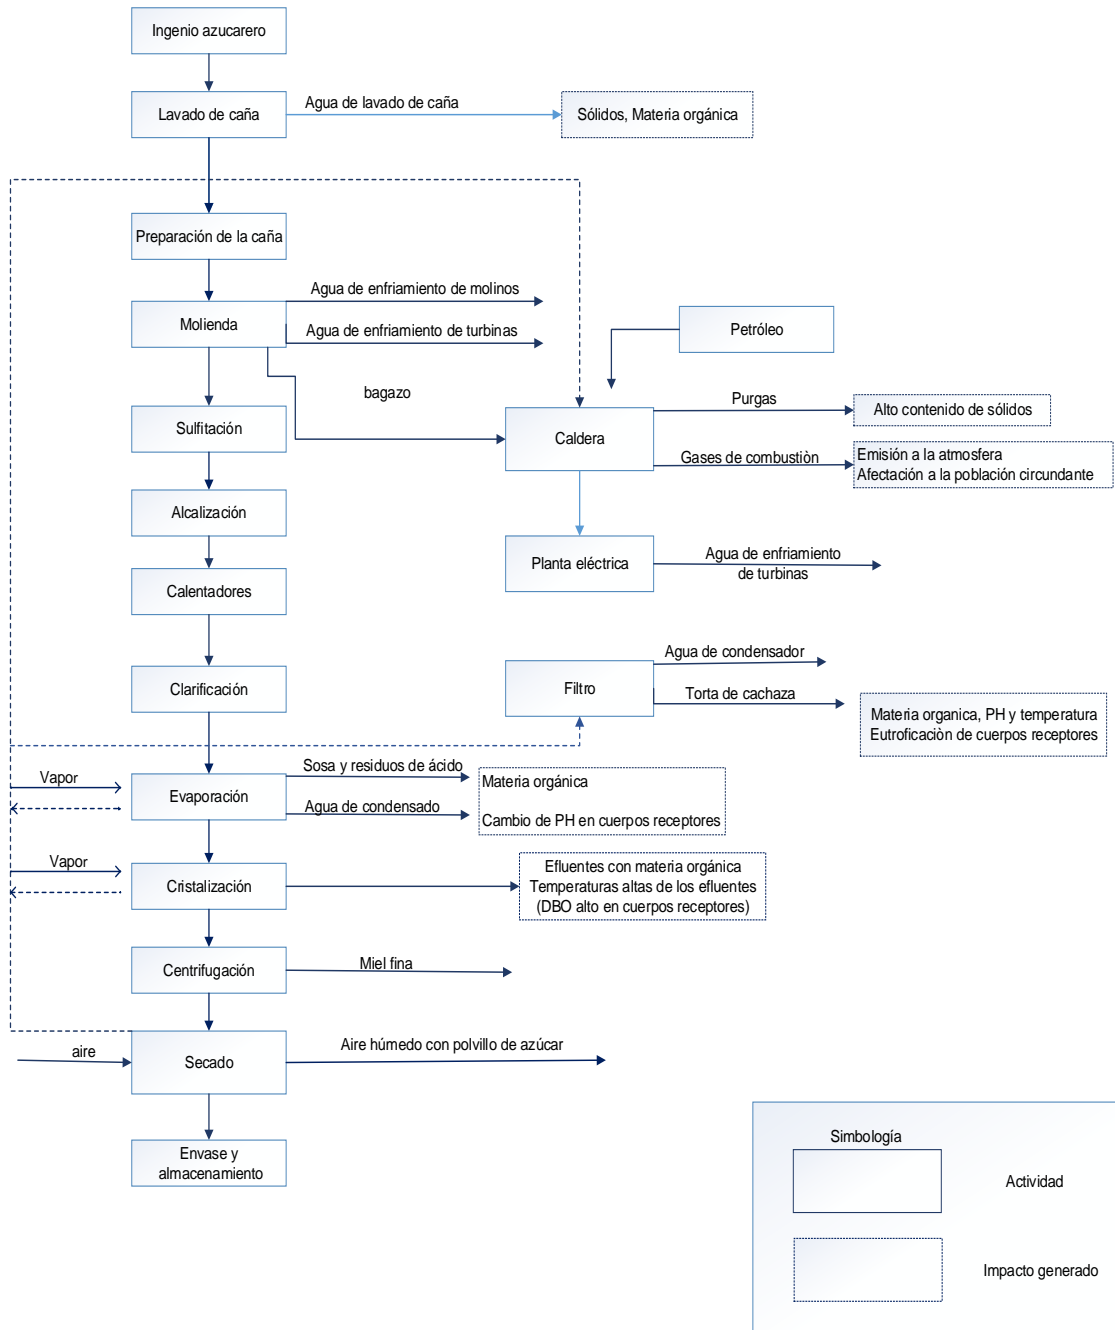 Ingenio azucarero
Lavado de caña
Agua de lavado de caña
Sólidos, Materia orgánica
Preparación de la caña
Molienda
Agua de enfriamiento de molinos
Agua de enfriamiento de turbinas
Petróleo
bagazo
Sulfitación
Caldera
Purgas
Alto contenido de sólidos
Gases de combustiòn
Emisión a la atmosfera
Afectación a la población circundante
Alcalización
Planta eléctrica
Agua de enfriamiento
de turbinas
Calentadores
Clarificación
Filtro
Agua de condensador
Torta de cachaza
Materia organica, PH y temperatura
Eutroficaciòn de cuerpos receptores
Vapor
Evaporación
Sosa y residuos de ácido
Agua de condensado
Materia orgánica
Cambio de PH en cuerpos receptores
Vapor
Cristalización
Efluentes con materia orgánica
Temperaturas altas de los efluentes
(DBO alto en cuerpos receptores)
Centrifugación
Miel fina
aire
Secado
Aire húmedo con polvillo de azúcar
Envase y
almacenamiento
Simbología
Actividad
Impacto generado